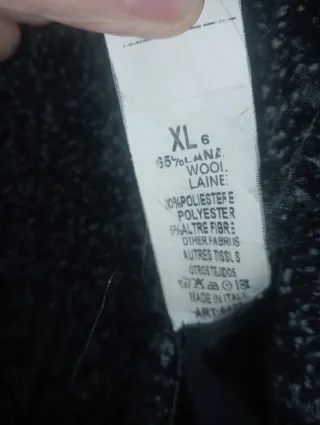 XL 6
65% LANA
WOOL
LAINE
30% POLIESTERE
POLYESTER
5% ALTRE FIBRE
OTHER FABRICS
AUTRES TISSUS
OTROS TEJIDOS
MADE IN ITALY
ART.